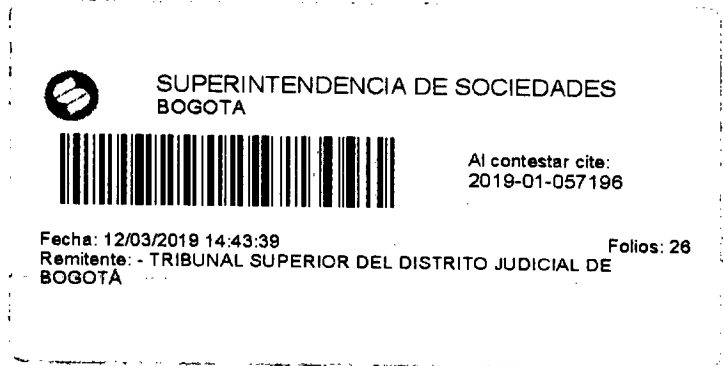 SUPERINTENDENCIA DE SOCIEDADES
BOGOTA
Al contestar cite:
2019-01-057196
Fecha: 12/03/2019 14:43:39
Folios: 26
Remitente: - TRIBUNAL SUPERIOR DEL DISTRITO JUDICIAL DE
BOGOTÁ